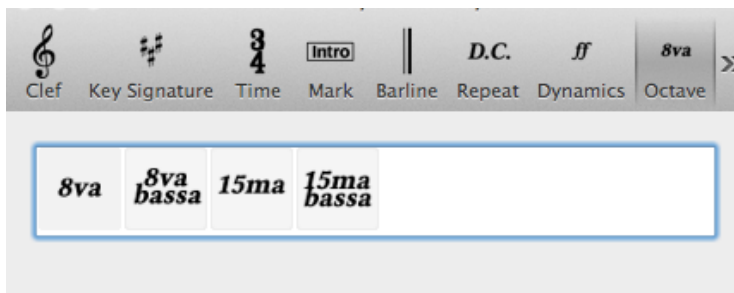 3
4
Intro
D.C.
ff
8va
Clef
Key Signature
Time
Mark
Barline
Repeat
Dynamics
Octave
»
8va
8va
bassa
15ma
15ma
bassa